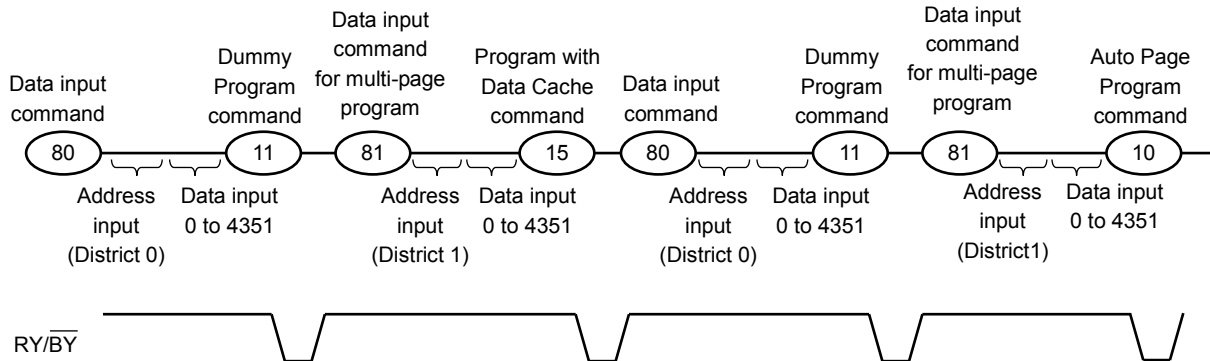 Data input
command
Dummy
Program
command
Data input
command
for multi-page
program
Program with
Data Cache
command
Data input
command
Dummy
Program
command
Data input
command
for multi-page
program
Auto Page
Program
command
80
11
81
15
80
11
81
10
Address
input
(District 0)
Data input
0 to 4351
Address
input
(District 1)
Data input
0 to 4351
Address
input
(District 0)
Data input
0 to 4351
Address
input
(District1)
Data input
0 to 4351
RY/B̅Y̅